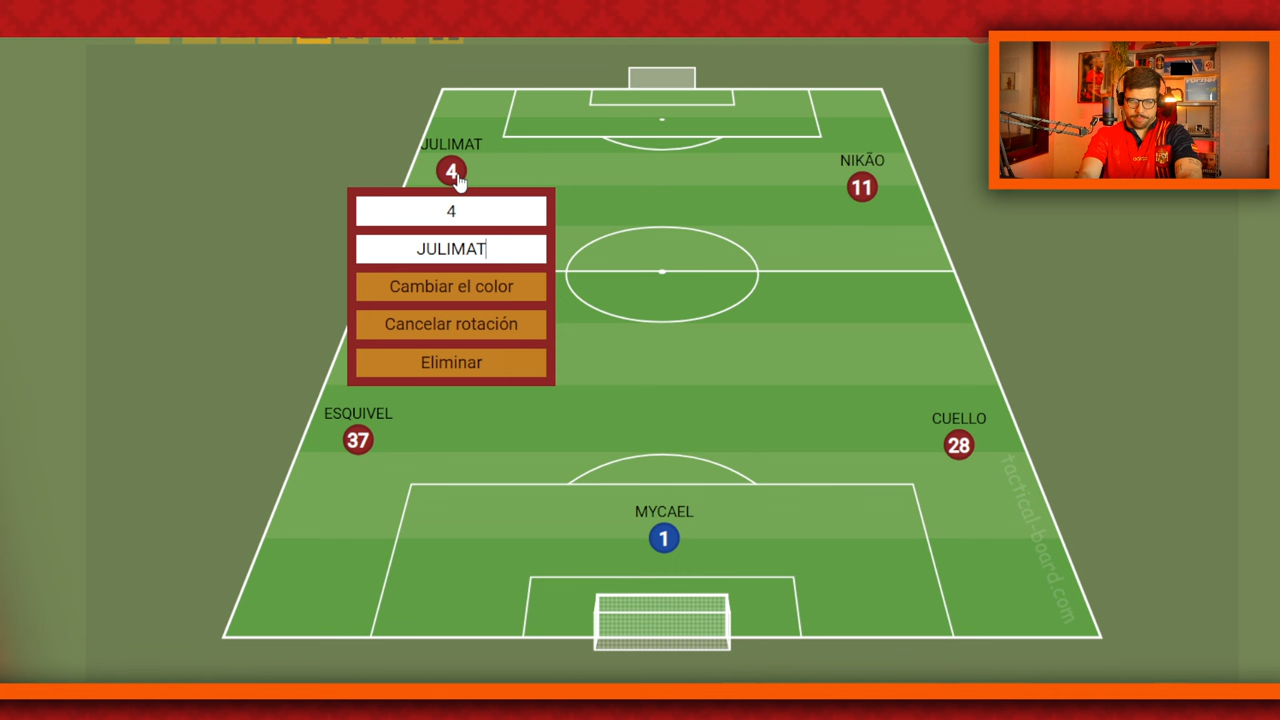 JULIMAT
4
NIKÃO
11
4
JULIMAT
Cambiar el color
Cancelar rotación
Eliminar
ESQUIVEL
37
CUELLO
28
MYCAEL
1
tactical-board.com